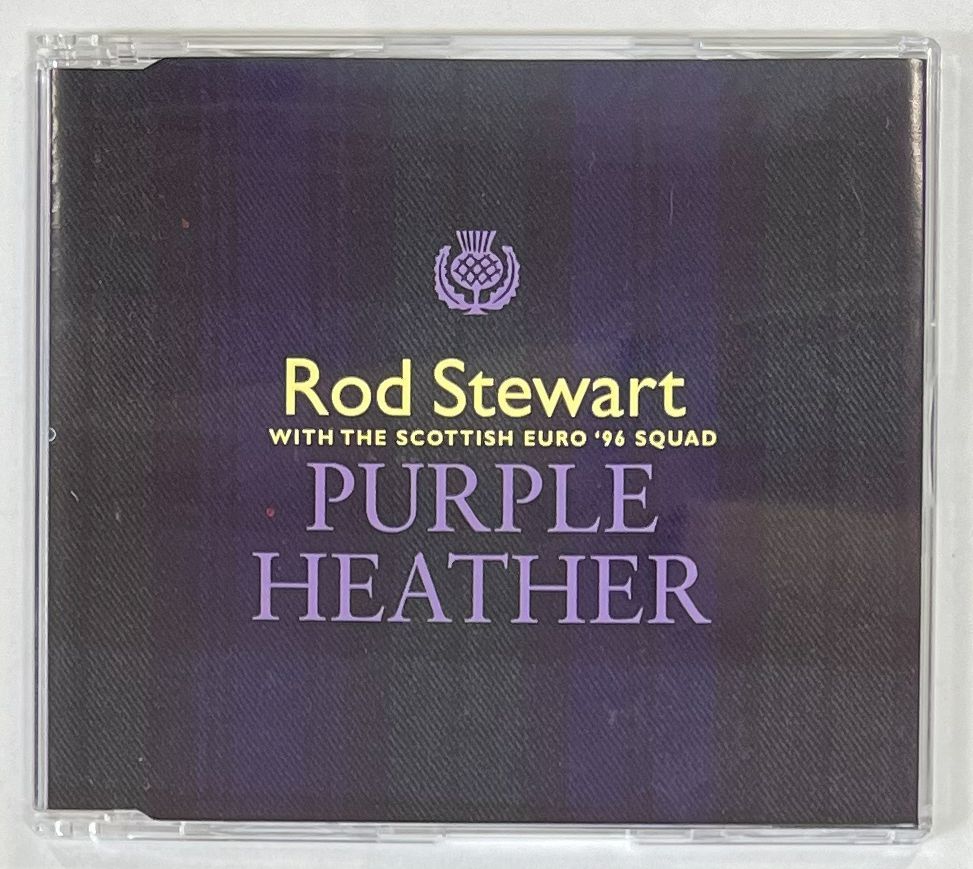 Rod Stewart
WITH THE SCOTTISH EURO ‘96 SQUAD
PURPLE
HEATHER